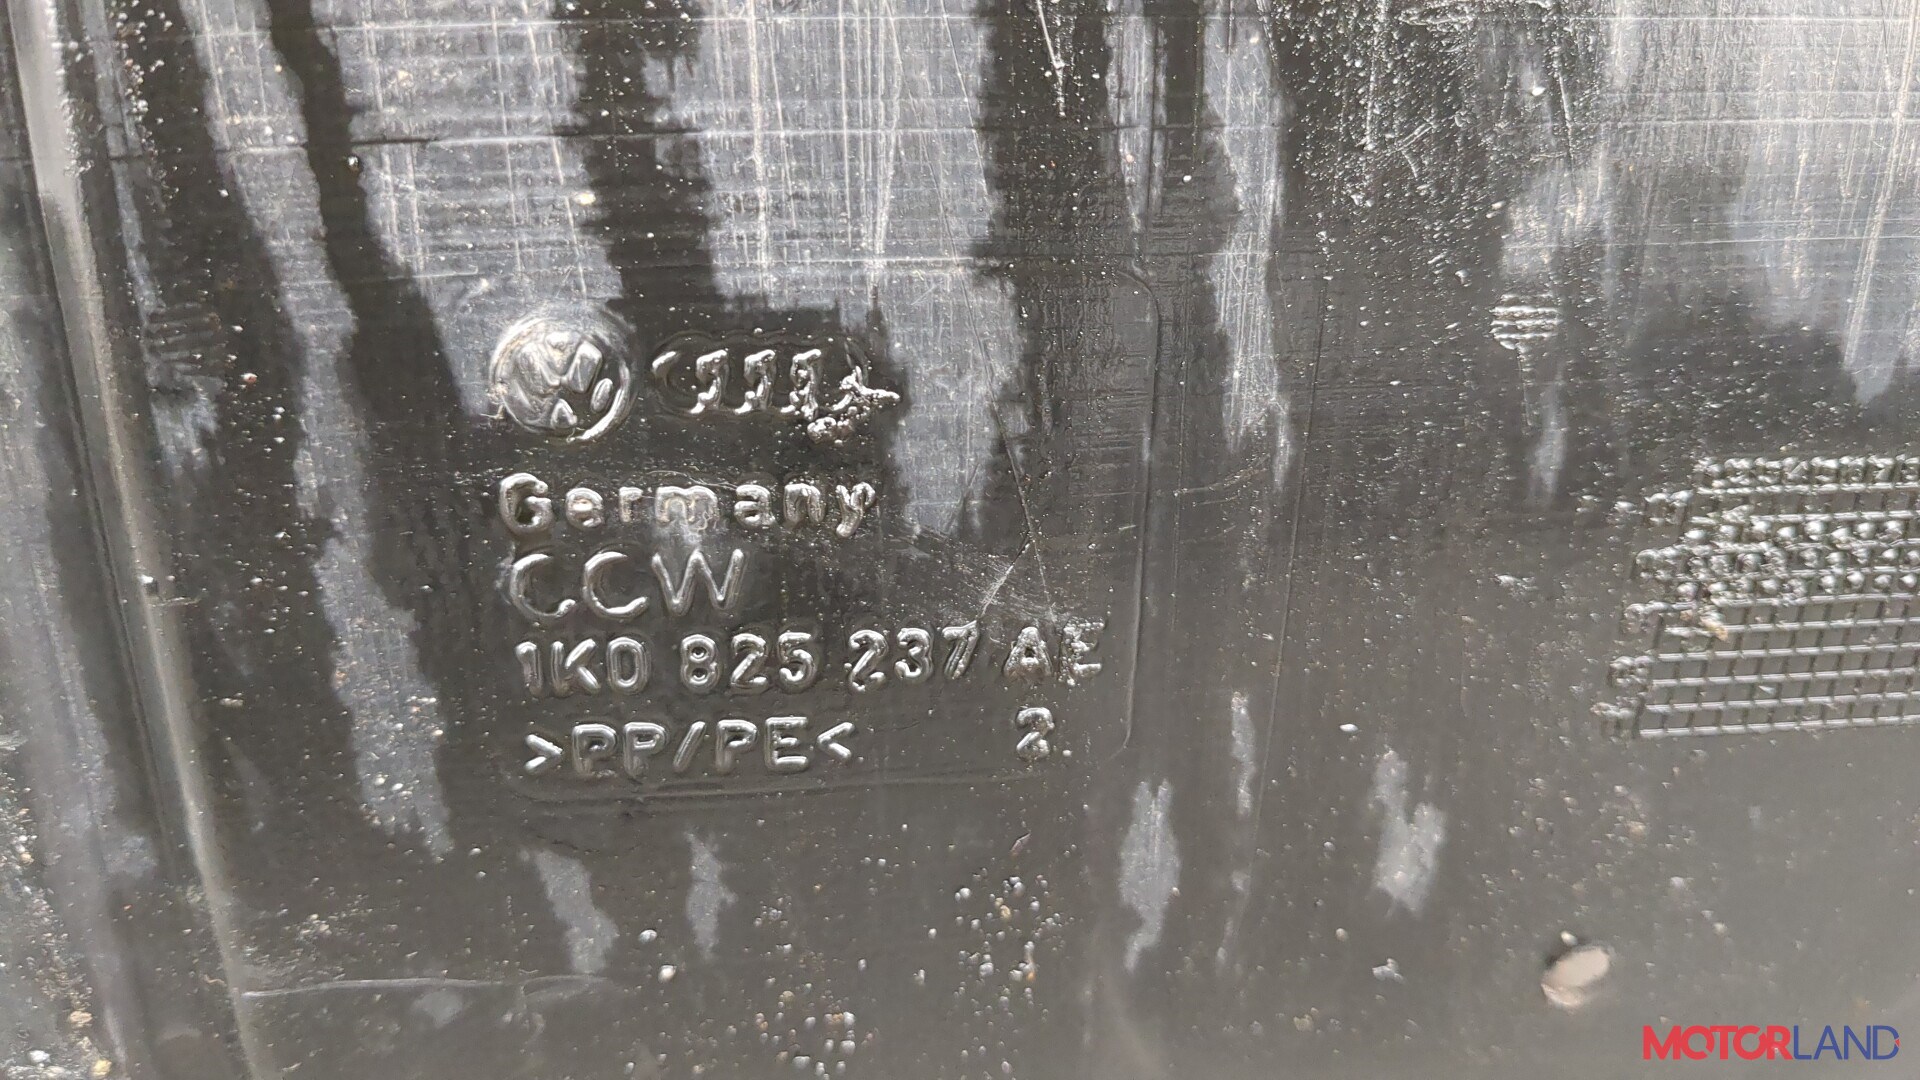 Germany
CCW
1K0 825 237 AE
>PP/PE< 2
MOTORLAND